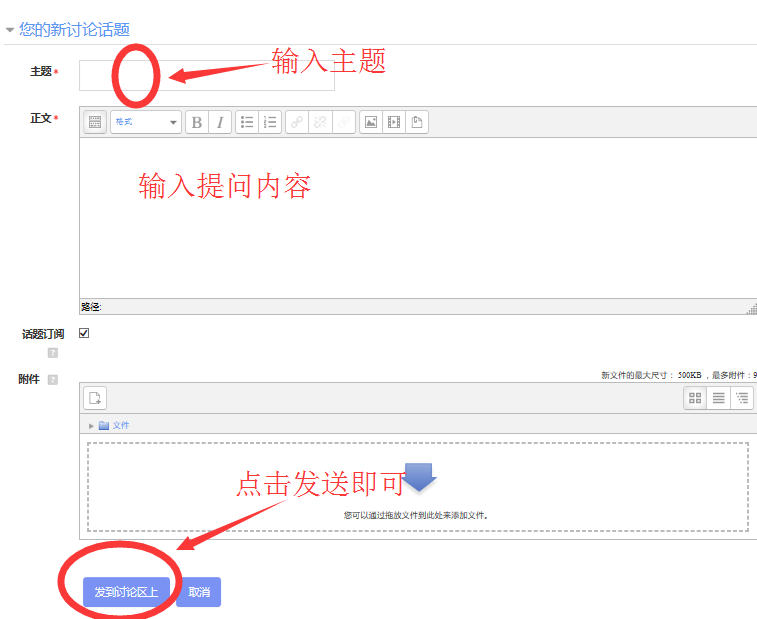 您的新讨论话题
主题*
输入主题
正文*
格式
B I
输入提问内容
路径:
话题订阅
?
附件 ?
新文件的最大尺寸： 500KB ，最多附件：9
文件
点击发送即可
您可以通过拖放文件到此处来添加文件。
发到讨论区上
取消